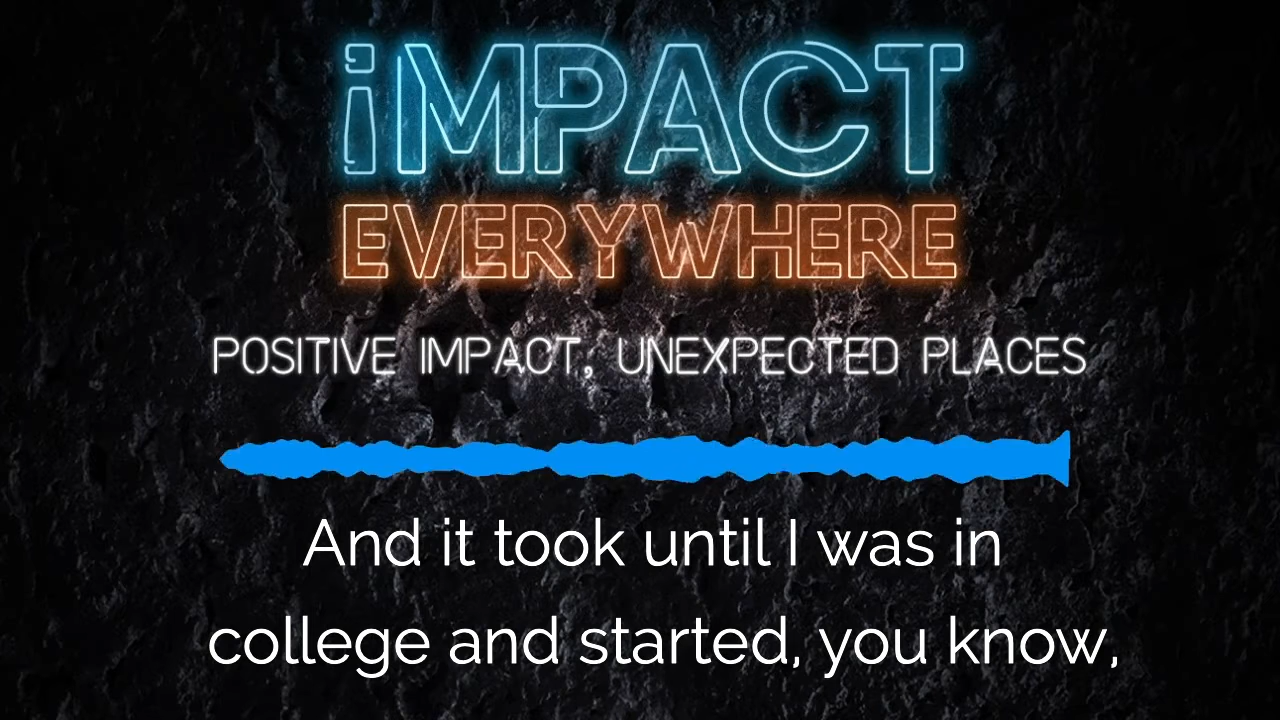 iMPACT
EVERYWHERE
POSITIVE IMPACT, UNEXPECTED PLACES
And it took until I was in
college and started, you know,